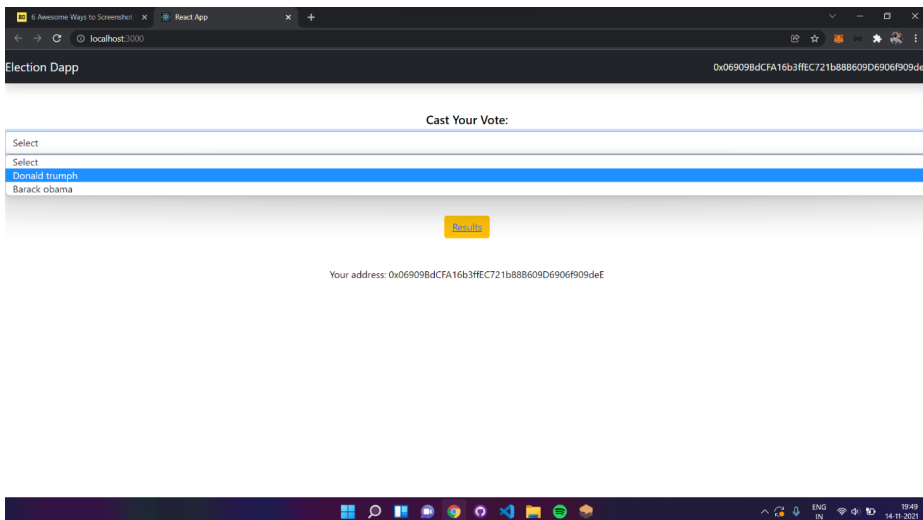 6 Awesome Ways to Screenshot
React App
localhost:3000
Election Dapp
0x06909BdCFA16b3ffEC721b88B609D6906f909de
Cast Your Vote:
Select
Select
Donald trumph
Barack obama
Results
Your address: 0x06909BdCFA16b3ffEC721b88B609D6906f909deE
ENG
IN
19:49
14-11-2021